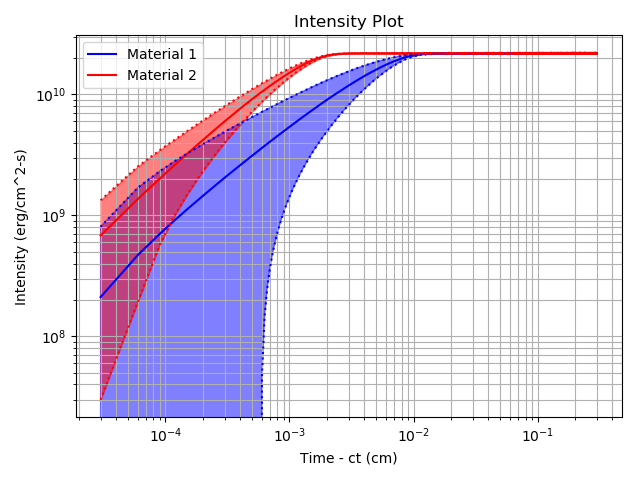 Intensity Plot
Material 1
Material 2
Intensity (erg/cm^2-s)
10^10
10^9
10^8
10^-4
10^-3
10^-2
10^-1
Time - ct (cm)